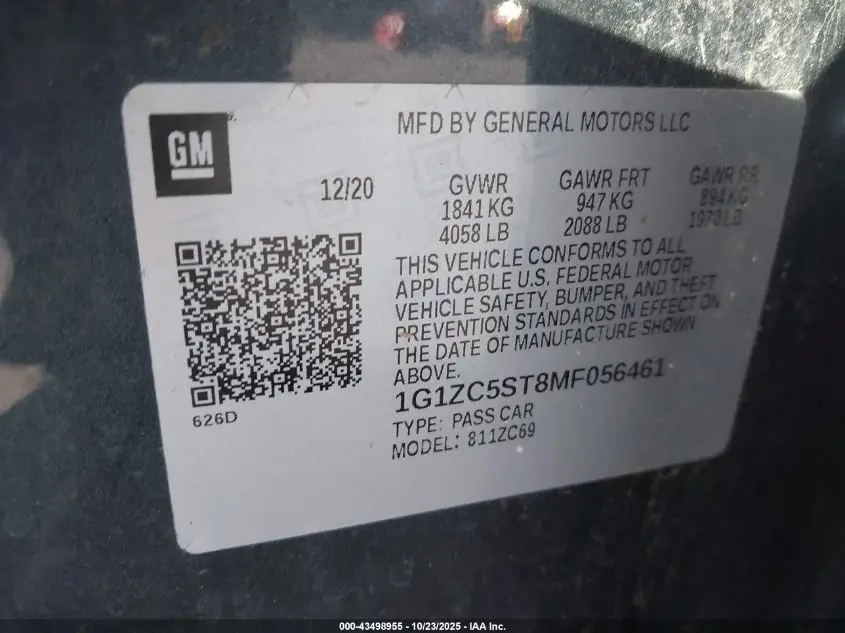 GM
MFD BY GENERAL MOTORS LLC
12/20
GVWR
1841 KG
4058 LB
GAWR FRT
947 KG
2088 LB
GAWR RR
894 KG
LB
THIS VEHICLE CONFORMS TO ALL
APPLICABLE U.S. FEDERAL MOTOR
VEHICLE SAFETY, BUMPER, AND THEFT
PREVENTION STANDARDS IN EFFECT ON
THE DATE OF MANUFACTURE SHOWN
ABOVE.
1G1ZC5ST8MF056461
TYPE: PASS CAR
MODEL: 811ZC69
626D
000-43498955 - 10/23/2025 - IAA Inc.